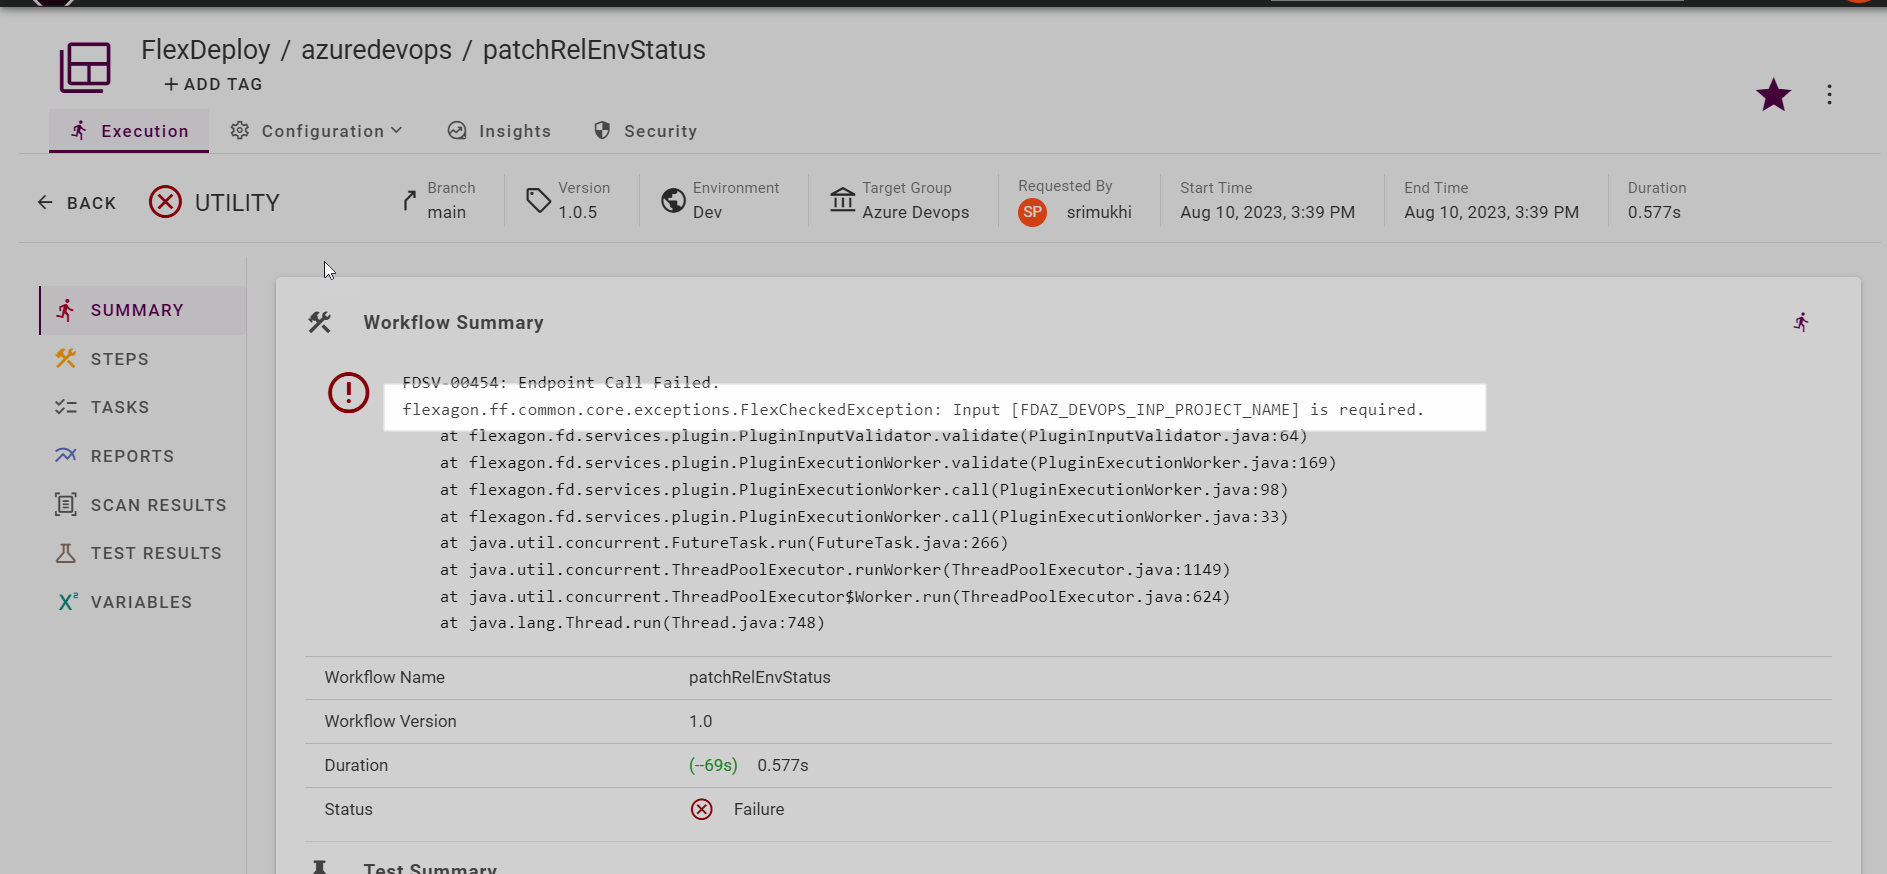 FlexDeploy / azuredevops / patchRelEnvStatus
+ ADD TAG
Execution Configuration Insights Security
BACK UTILITY
Branch
main
Version
1.0.5
Environment
Dev
Target Group
Azure Devops
Requested By
SP srimukhi
Start Time
Aug 10, 2023, 3:39 PM
End Time
Aug 10, 2023, 3:39 PM
Duration
0.577s
SUMMARY
STEPS
TASKS
REPORTS
SCAN RESULTS
TEST RESULTS
X² VARIABLES
Workflow Summary
FDSV-00454: Endpoint Call Failed.
flexagon.ff.common.core.exceptions.FlexCheckedException: Input [FDAZ_DEVOPS_INP_PROJECT_NAME] is required.
at flexagon.fd.services.plugin.PluginInputValidator.validate(PluginInputValidator.java:64)
at flexagon.fd.services.plugin.PluginExecutionWorker.validate(PluginExecutionWorker.java:169)
at flexagon.fd.services.plugin.PluginExecutionWorker.call(PluginExecutionWorker.java:98)
at flexagon.fd.services.plugin.PluginExecutionWorker.call(PluginExecutionWorker.java:33)
at java.util.concurrent.FutureTask.run(FutureTask.java:266)
at java.util.concurrent.ThreadPoolExecutor.runWorker(ThreadPoolExecutor.java:1149)
at java.util.concurrent.ThreadPoolExecutor$Worker.run(ThreadPoolExecutor.java:624)
at java.lang.Thread.run(Thread.java:748)
Workflow Name patchRelEnvStatus
Workflow Version 1.0
Duration (--69s) 0.577s
Status Failure
Test Summary